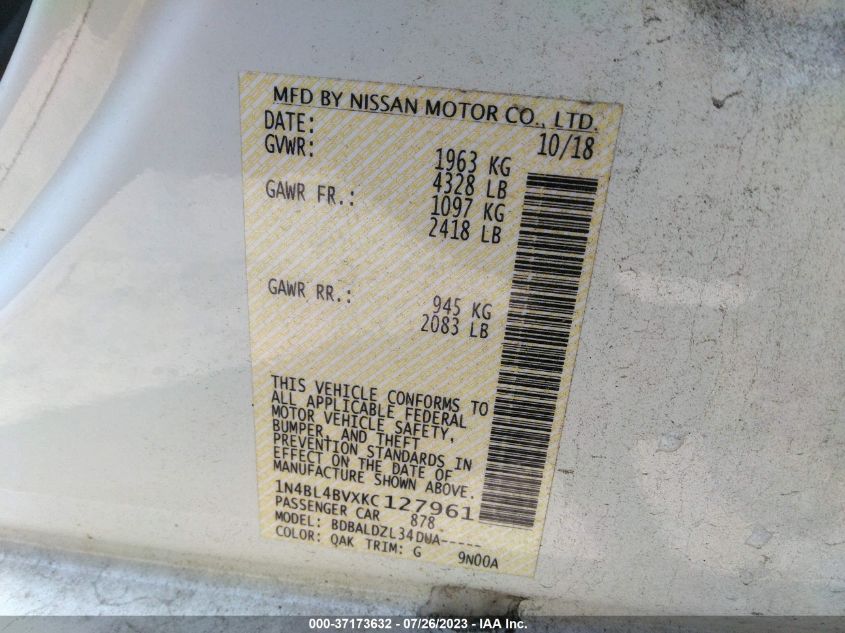 MFD BY NISSAN MOTOR CO., LTD.
DATE: 10/18
GVWR: 1963 KG
4328 LB
GAWR FR.: 1097 KG
2418 LB
GAWR RR.: 945 KG
2083 LB
THIS VEHICLE CONFORMS TO
ALL APPLICABLE FEDERAL
MOTOR VEHICLE SAFETY,
BUMPER, AND THEFT
PREVENTION STANDARDS IN
EFFECT ON THE DATE OF
MANUFACTURE SHOWN ABOVE.
1N4BL4BVXKC127961
PASSENGER CAR 878
MODEL: BDBALDZL34DWA-----
COLOR: QAK TRIM: G 9N00A
000-37173632 - 07/26/2023 - IAA Inc.